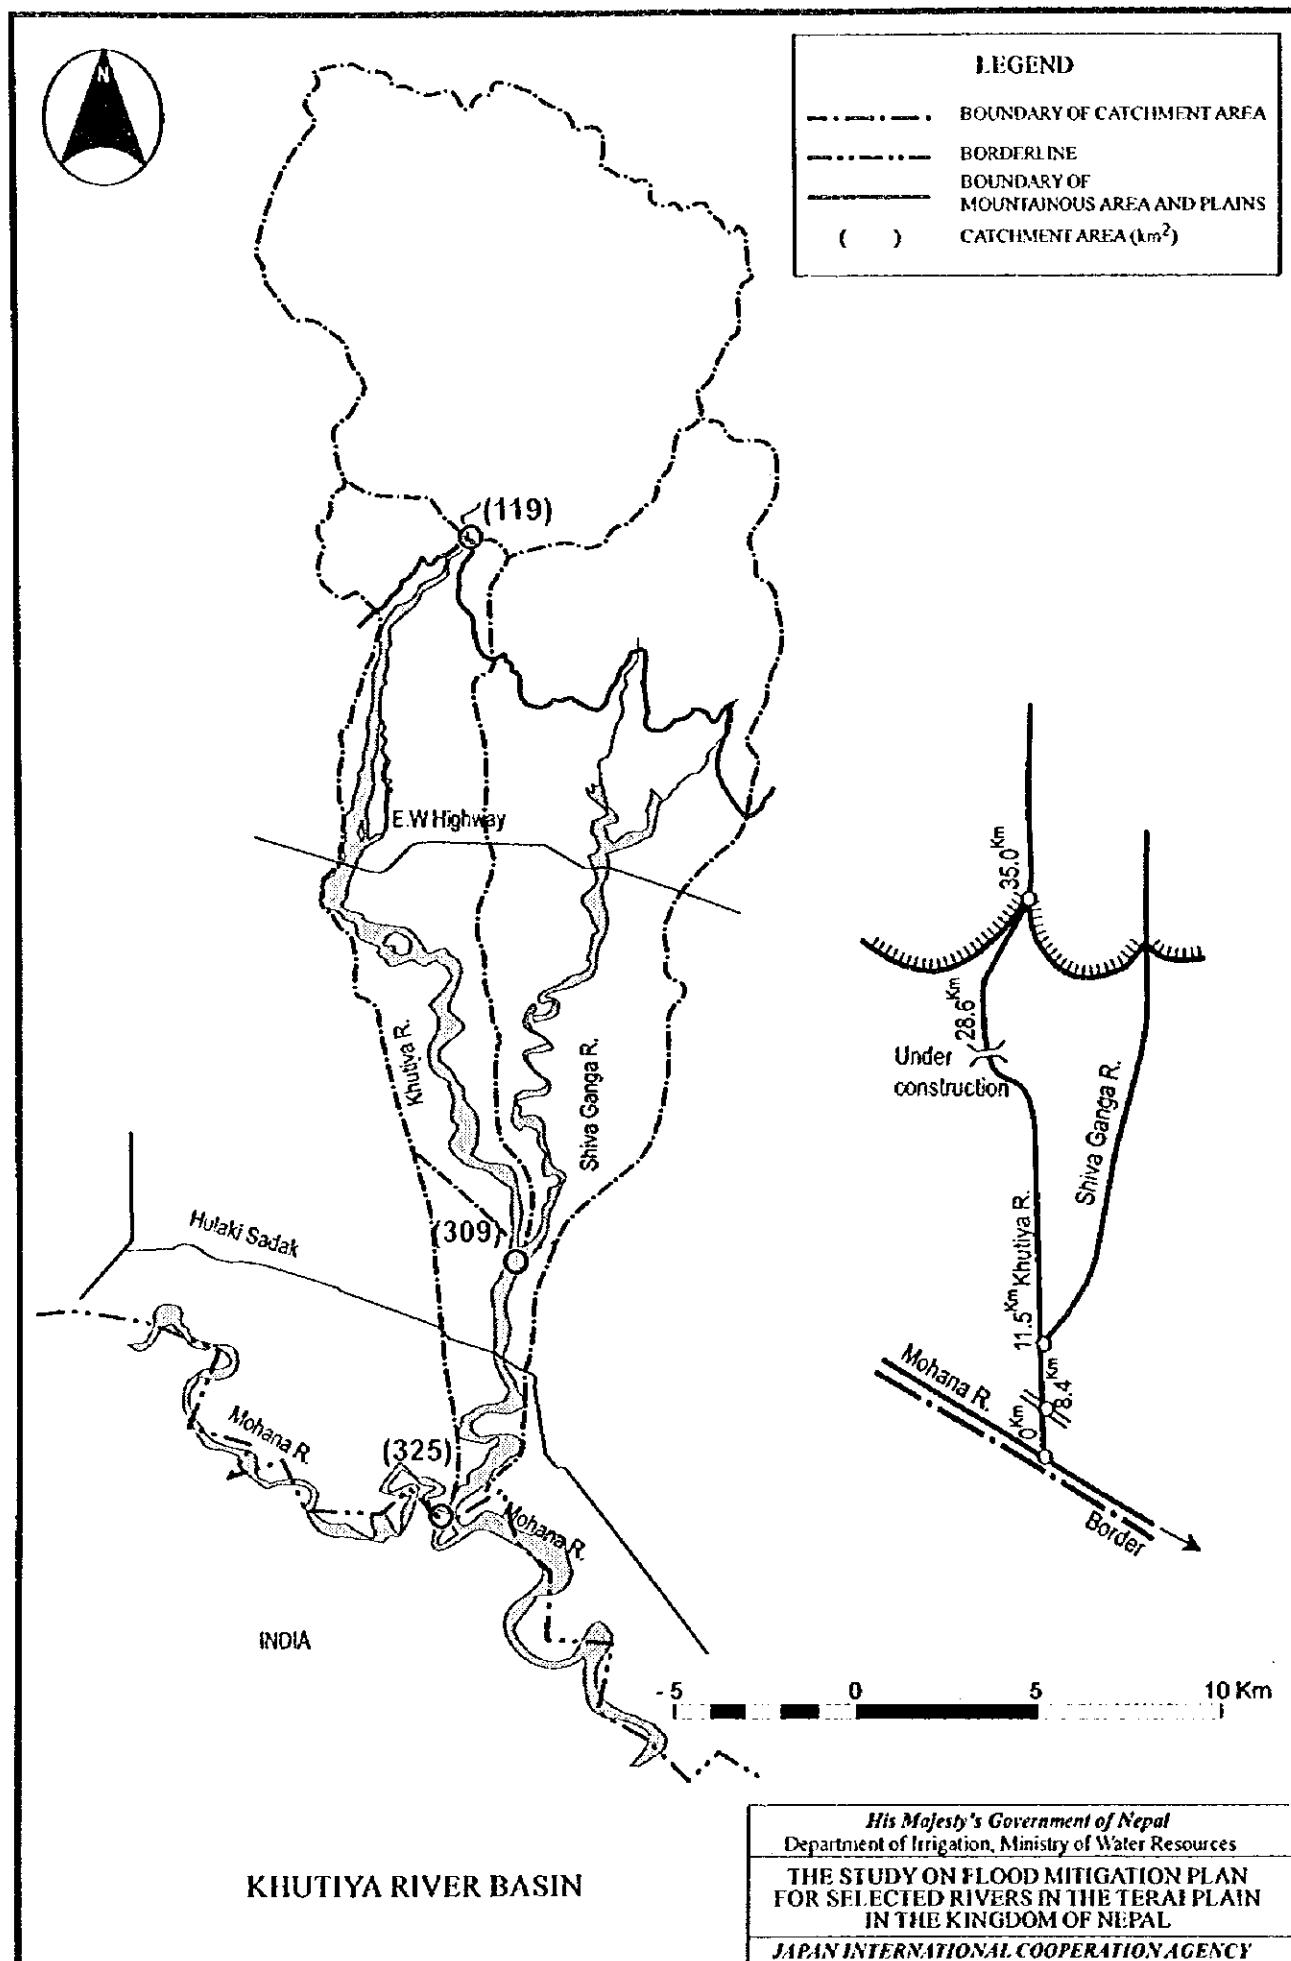 N
LEGEND
BOUNDARY OF CATCHMENT AREA
BORDERLINE
BOUNDARY OF
MOUNTAINOUS AREA AND PLAINS
( ) CATCHMENT AREA (km²)
(119)
E.W Highway
Khutiya R.
Shiva Ganga R.
(309)
Hulaki Sadak
Mohana R.
(325)
Mohana R.
INDIA
35.0Km
28.6Km
Under
construction
Shiva Ganga R.
Khutiya R.
11.5Km
Mohana R.
0Km
8.4Km
Border
- 5 0 5 10 Km
KHUTIYA RIVER BASIN
His Majesty's Government of Nepal
Department of Irrigation, Ministry of Water Resources
THE STUDY ON FLOOD MITIGATION PLAN
FOR SELECTED RIVERS IN THE TERAI PLAIN
IN THE KINGDOM OF NEPAL
JAPAN INTERNATIONAL COOPERATION AGENCY